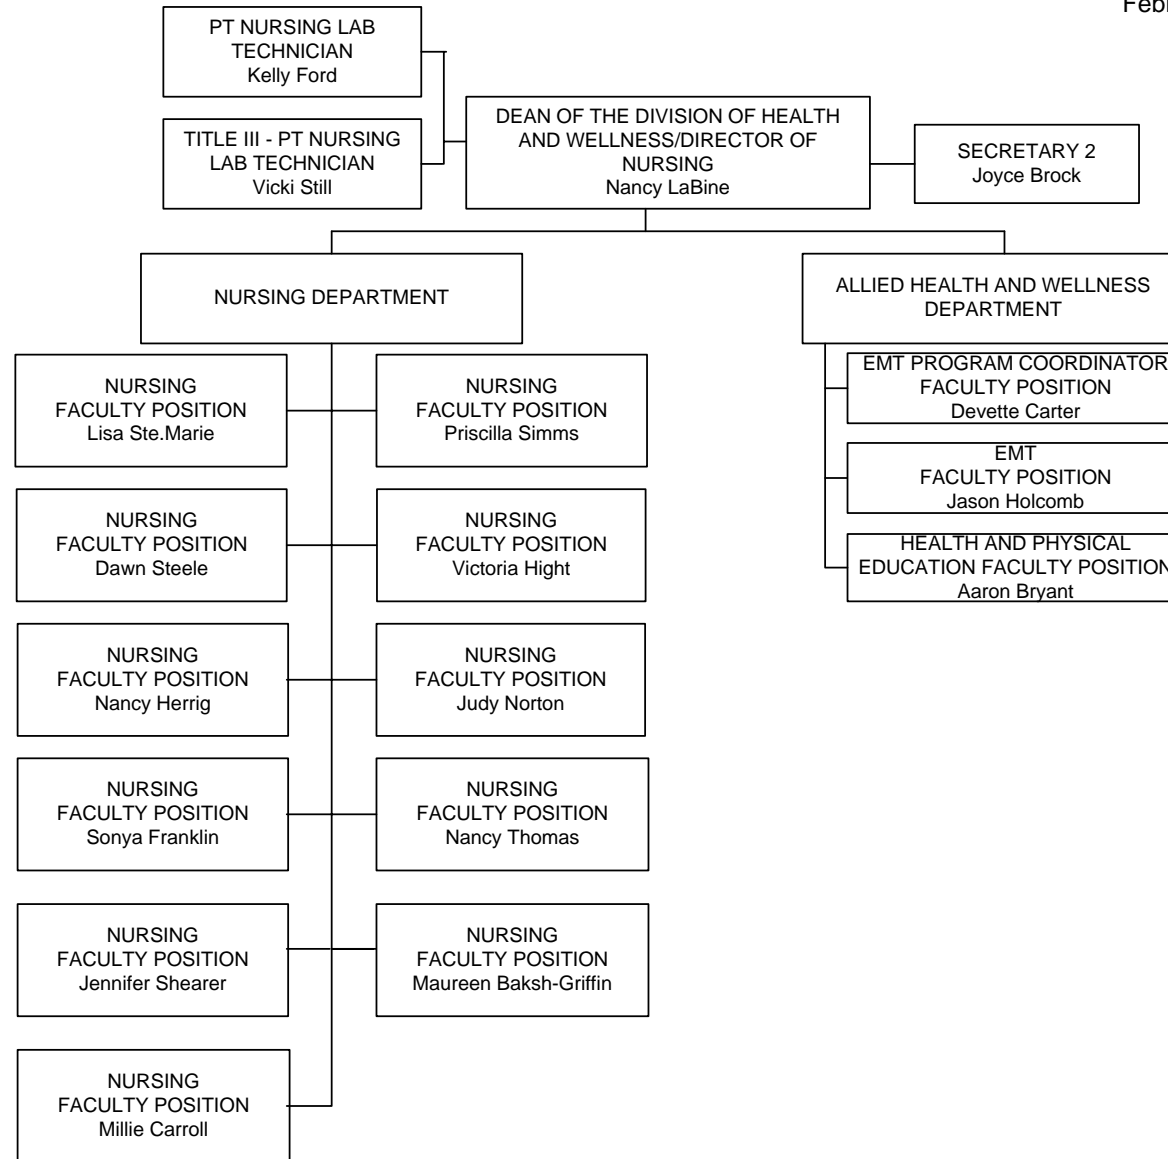 PT NURSING LAB
TECHNICIAN
Kelly Ford
TITLE III - PT NURSING
LAB TECHNICIAN
Vicki Still
DEAN OF THE DIVISION OF HEALTH
AND WELLNESS/DIRECTOR OF
NURSING
Nancy LaBine
SECRETARY 2
Joyce Brock
NURSING DEPARTMENT
NURSING
FACULTY POSITION
Lisa Ste.Marie
NURSING
FACULTY POSITION
Priscilla Simms
NURSING
FACULTY POSITION
Dawn Steele
NURSING
FACULTY POSITION
Victoria Hight
NURSING
FACULTY POSITION
Nancy Herrig
NURSING
FACULTY POSITION
Judy Norton
NURSING
FACULTY POSITION
Sonya Franklin
NURSING
FACULTY POSITION
Nancy Thomas
NURSING
FACULTY POSITION
Jennifer Shearer
NURSING
FACULTY POSITION
Maureen Baksh-Griffin
NURSING
FACULTY POSITION
Millie Carroll
ALLIED HEALTH AND WELLNESS
DEPARTMENT
EMT PROGRAM COORDINATOR
FACULTY POSITION
Devette Carter
EMT
FACULTY POSITION
Jason Holcomb
HEALTH AND PHYSICAL
EDUCATION FACULTY POSITION
Aaron Bryant